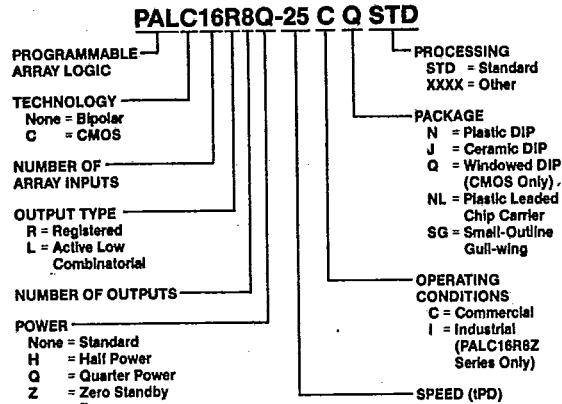 PALC16R8Q-25 C Q STD
PROGRAMMABLE
ARRAY LOGIC
TECHNOLOGY
None = Bipolar
C = CMOS
NUMBER OF
ARRAY INPUTS
OUTPUT TYPE
R = Registered
L = Active Low
Combinatorial
NUMBER OF OUTPUTS
POWER
None = Standard
H = Half Power
Q = Quarter Power
Z = Zero Standby
PROCESSING
STD = Standard
XXXX = Other
PACKAGE
N = Plastic DIP
J = Ceramic DIP
Q = Windowed DIP
(CMOS Only)
NL = Plastic Leaded
Chip Carrier
SG = Small-Outline
Gull-wing
OPERATING
CONDITIONS
C = Commercial
I = Industrial
(PALC16R8Z
Series Only)
SPEED (tPD)